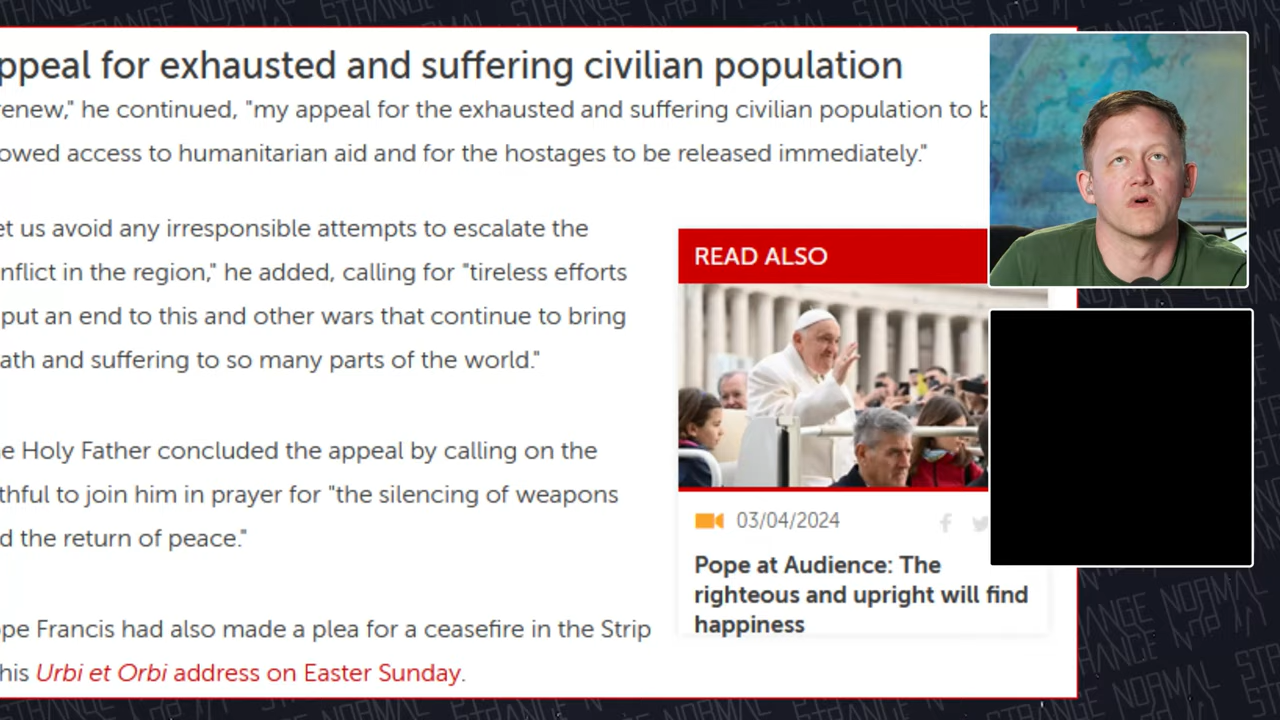 ppeal for exhausted and suffering civilian population
renew," he continued, "my appeal for the exhausted and suffering civilian population to b
owed access to humanitarian aid and for the hostages to be released immediately."
et us avoid any irresponsible attempts to escalate the
nflict in the region," he added, calling for "tireless efforts
put an end to this and other wars that continue to bring
ath and suffering to so many parts of the world."
e Holy Father concluded the appeal by calling on the
thful to join him in prayer for "the silencing of weapons
d the return of peace."
pe Francis had also made a plea for a ceasefire in the Strip
his Urbi et Orbi address on Easter Sunday.
READ ALSO
03/04/2024
Pope at Audience: The
righteous and upright will find
happiness
STRANGE NORMAL